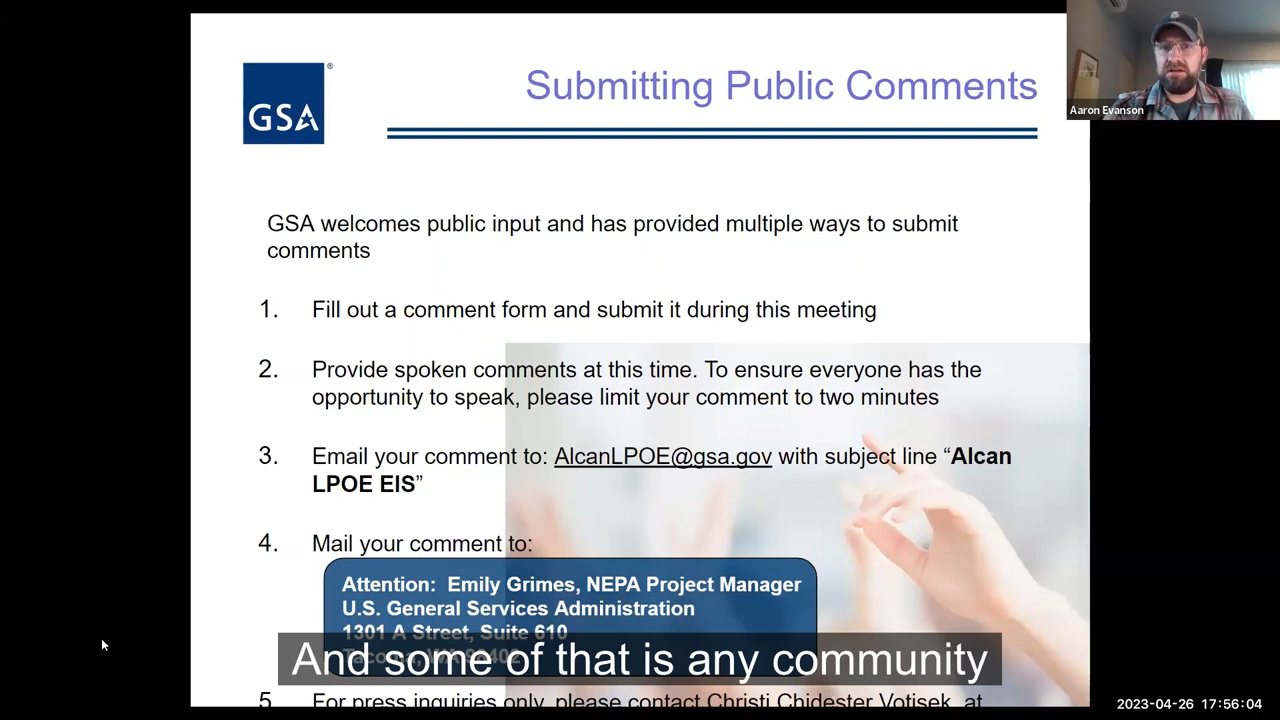 GSA
®
Submitting Public Comments
Aaron Evanson
GSA welcomes public input and has provided multiple ways to submit
comments
1. Fill out a comment form and submit it during this meeting
2. Provide spoken comments at this time. To ensure everyone has the
opportunity to speak, please limit your comment to two minutes
3. Email your comment to: AlcanLPOE@gsa.gov with subject line “Alcan
LPOE EIS”
4. Mail your comment to:
Attention: Emily Grimes, NEPA Project Manager
U.S. General Services Administration
1301 A Street, Suite 610
And some of that is any community
5. For press inquiries only, please contact Christi Chidester Votisek, at
2023-04-26 17:56:04